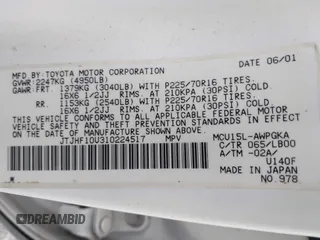 MFD. BY: TOYOTA MOTOR CORPORATION DATE 06/01
GVWR: 2247KG (4950LB)
GAWR: FRT. 1379KG (3040LB) WITH P225/70R16 TIRES.
16X6 1/2JJ RIMS. AT 210KPA (30PSI) COLD.
RR. 1153KG (2540LB) WITH P225/70R16 TIRES.
16X6 1/2JJ RIMS. AT 210KPA (30PSI) COLD.
THIS VEHICLE CONFORMS TO ALL APPLICABLE
FEDERAL MOTOR VEHICLE SAFETY, BUMPER, AND
THEFT PREVENTION STANDARDS IN EFFECT ON
THE DATE OF MANUFACTURE SHOWN ABOVE.
JTJHF10U310224517 MPV MCU15L-AWPGKA
C/TR 065/LB00
A/TM -02A/
U140F
MADE IN JAPAN
NO.978
DREAMBID